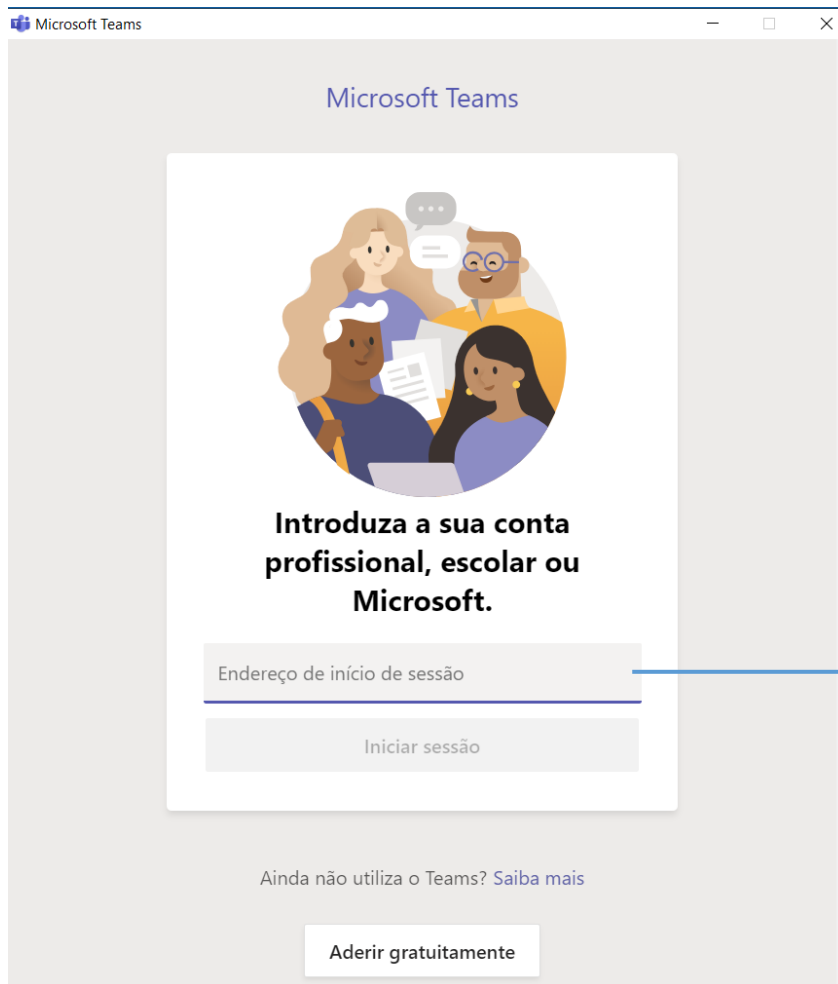 Microsoft Teams
Microsoft Teams
Introduza a sua conta
profissional, escolar ou
Microsoft.
Endereço de início de sessão
Iniciar sessão
Ainda não utiliza o Teams? Saiba mais
Aderir gratuitamente